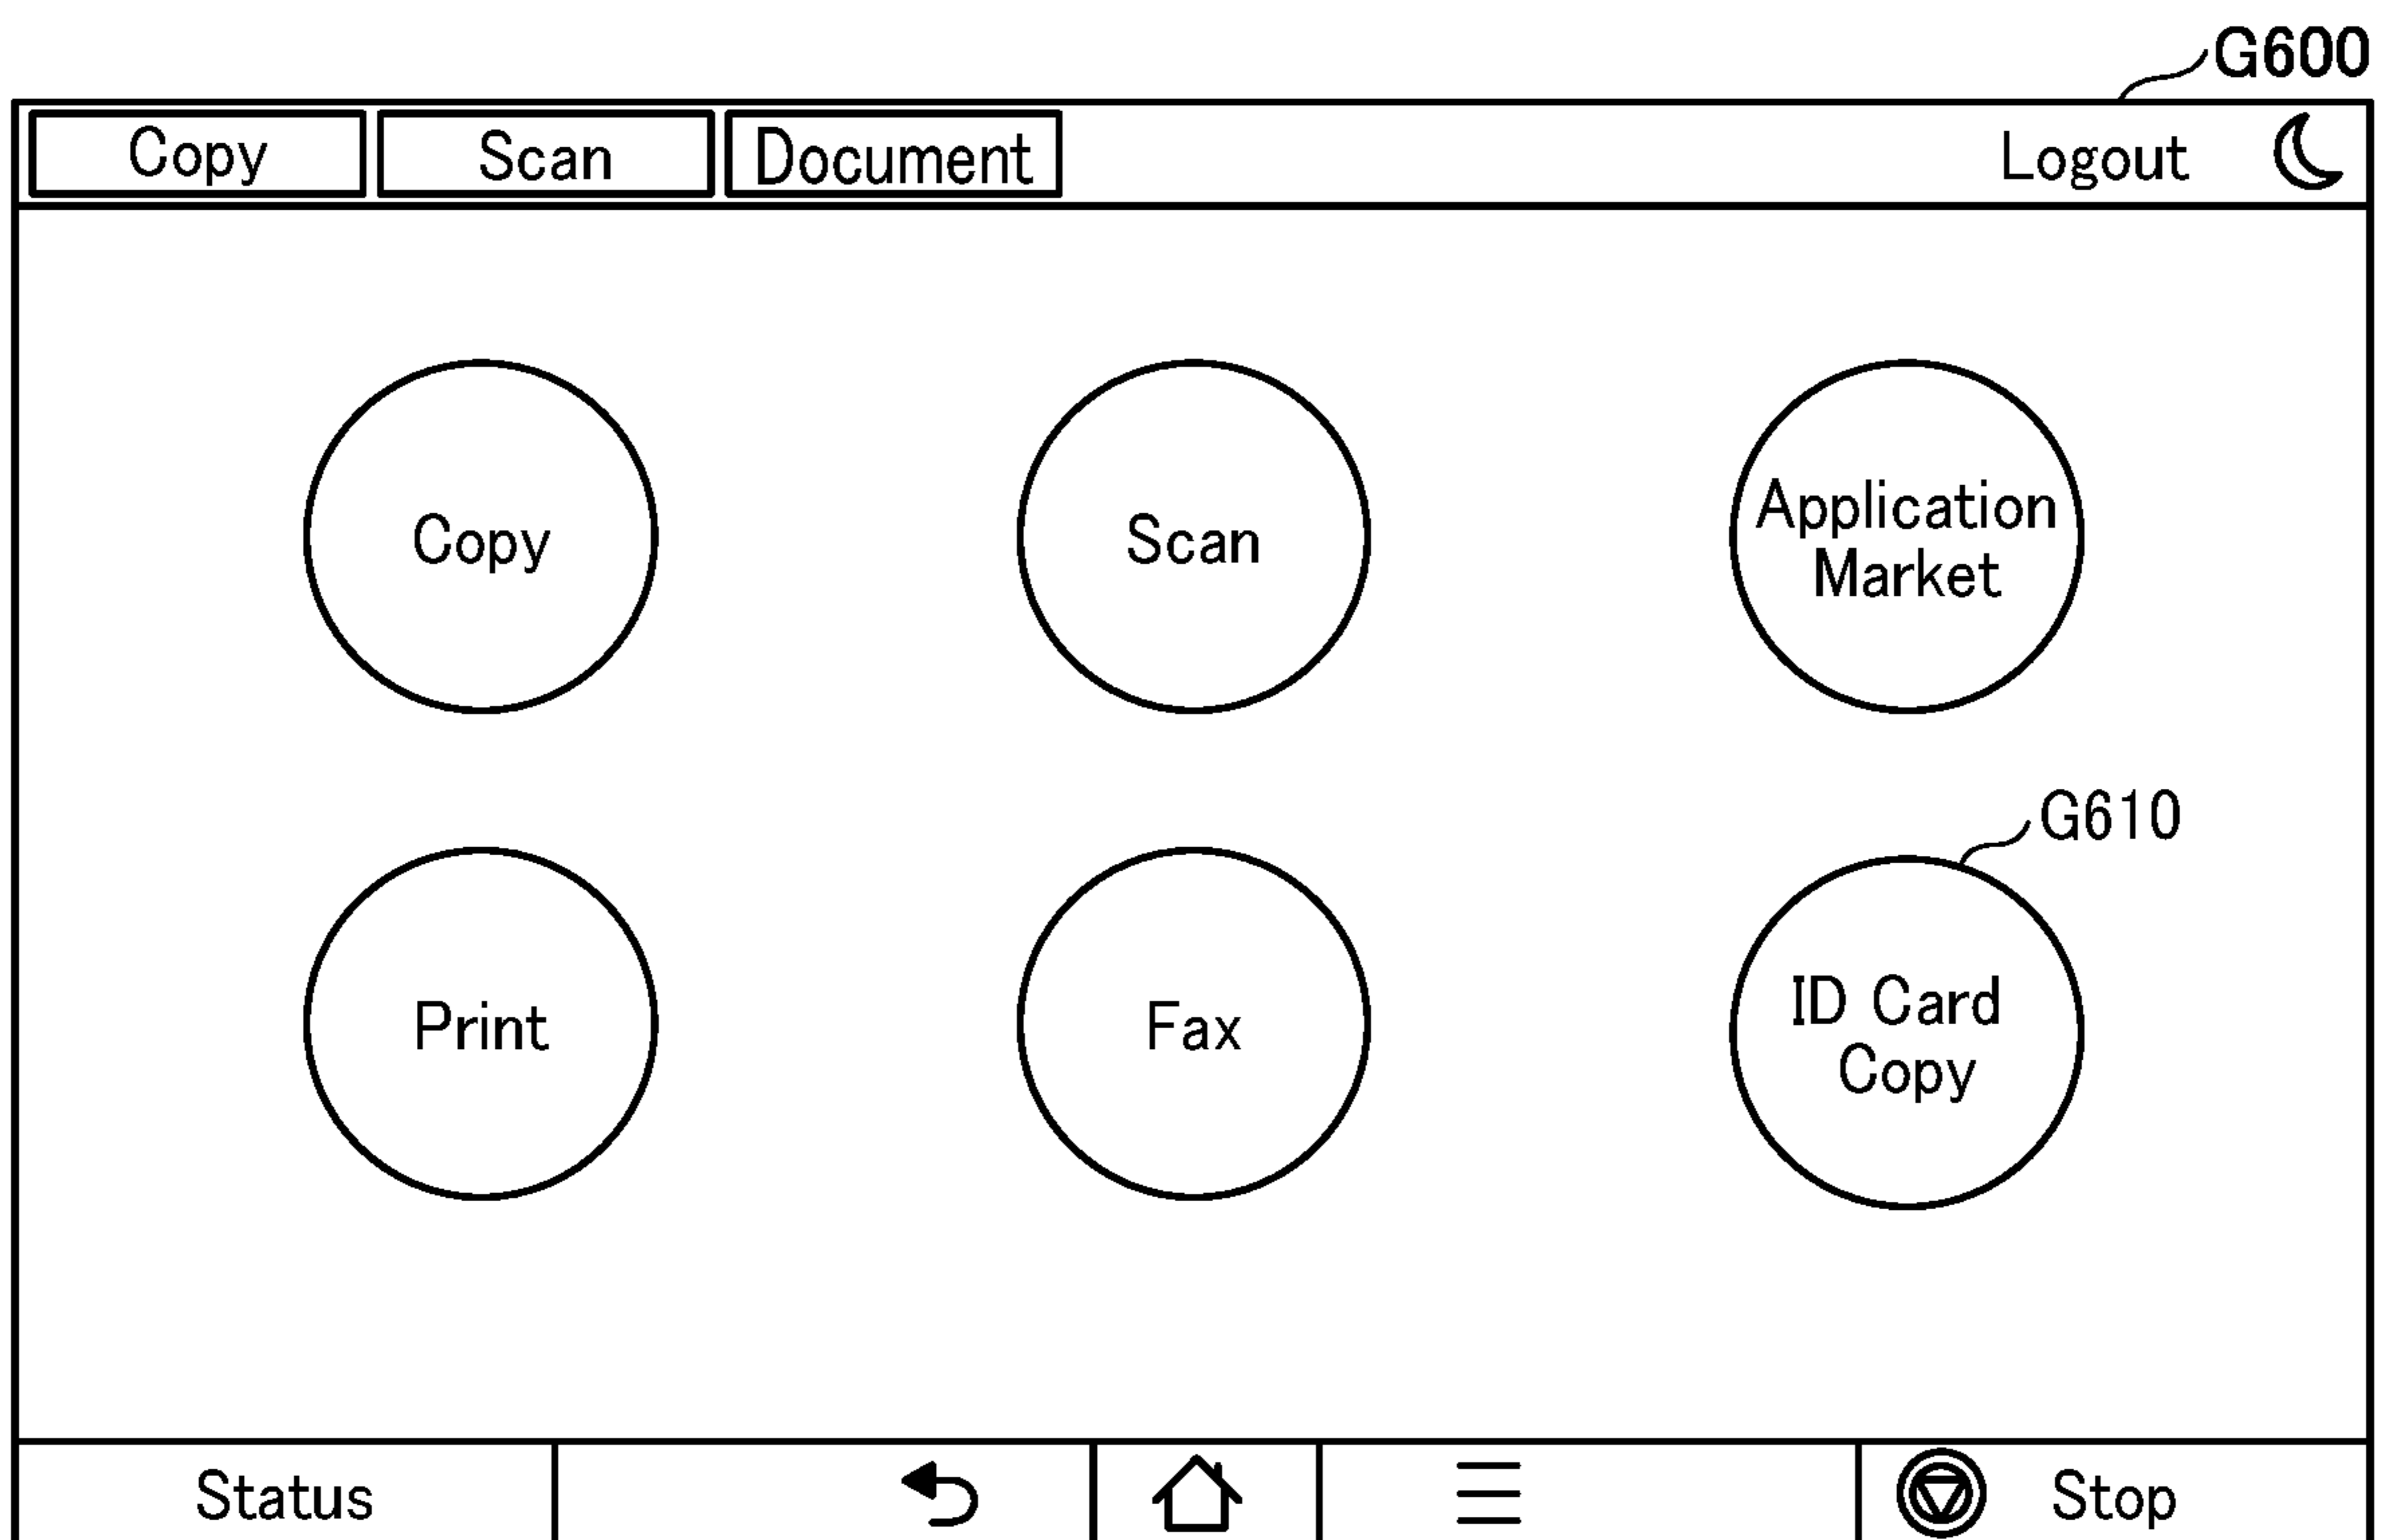 G600
Copy
Scan
Document
Logout
Copy
Scan
Application
Market
G610
Print
Fax
ID Card
Copy
Status
Stop